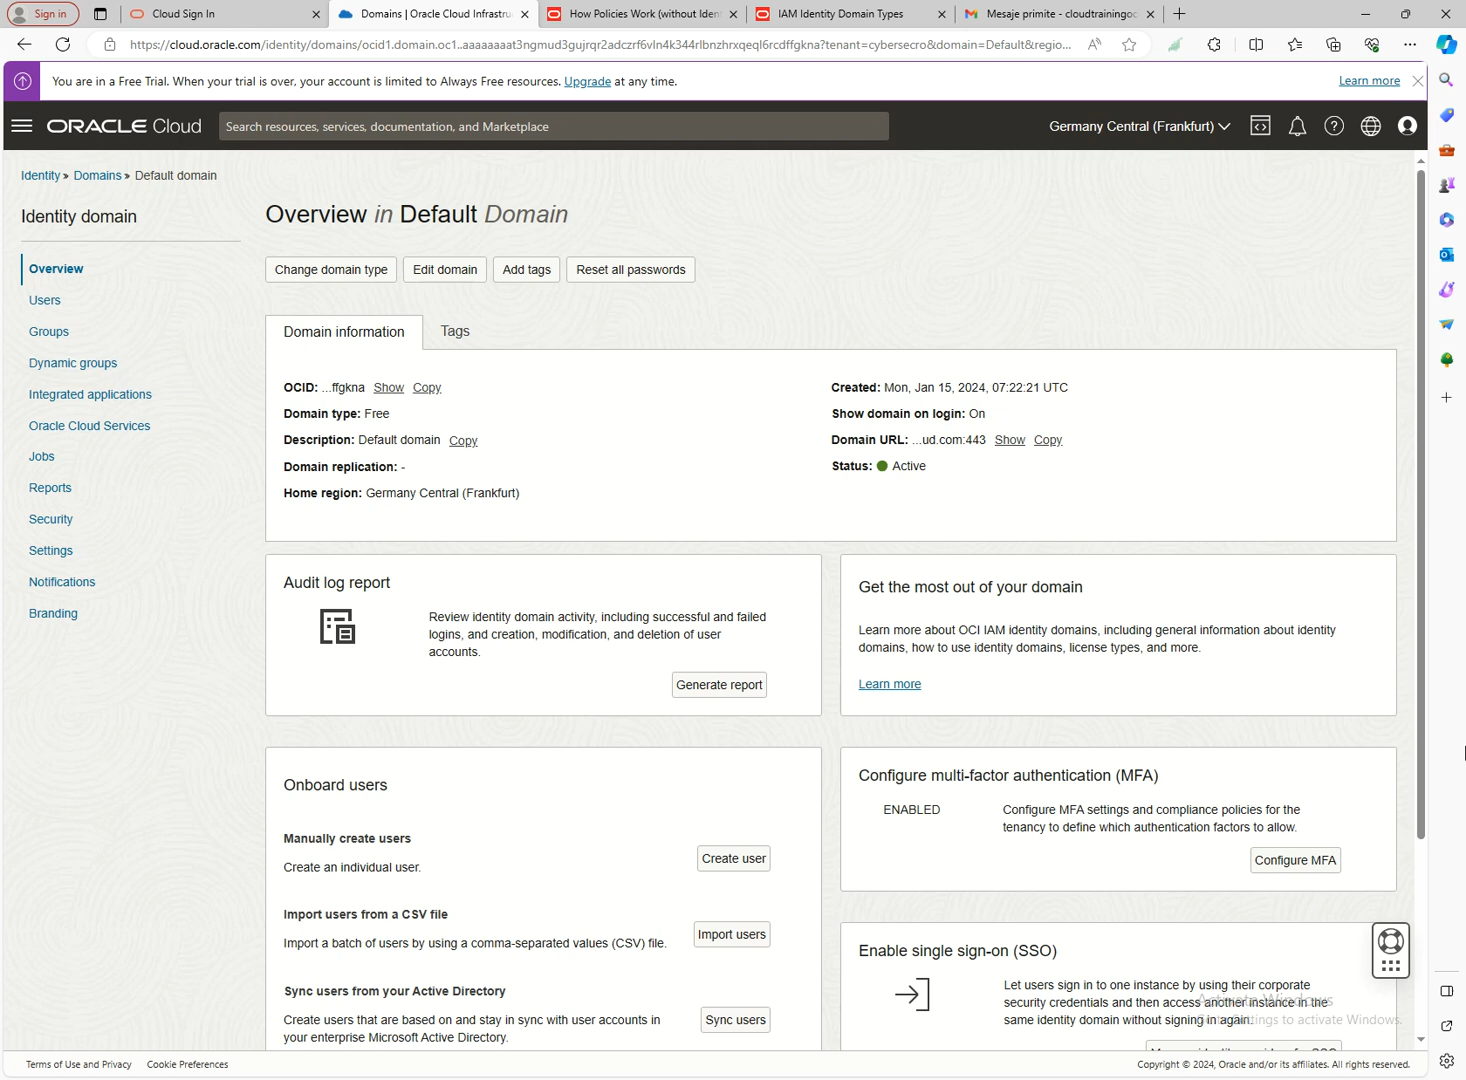 Sign in
Cloud Sign In
Domains | Oracle Cloud Infrastru
How Policies Work (without Iden
IAM Identity Domain Types
Mesaje primite - cloudtrainingoc
https://cloud.oracle.com/identity/domains/ocid1.domain.oc1..aaaaaaaat3ngmud3gujrqr2adczrf6vln4k344rlbnzhrxqeql6rcdffgkna?tenant=cybersecro&domain=Default&regio...
You are in a Free Trial. When your trial is over, your account is limited to Always Free resources. Upgrade at any time.
Learn more
ORACLE Cloud
Search resources, services, documentation, and Marketplace
Germany Central (Frankfurt)
Identity » Domains » Default domain
Identity domain
Overview
Users
Groups
Dynamic groups
Integrated applications
Oracle Cloud Services
Jobs
Reports
Security
Settings
Notifications
Branding
Overview in Default Domain
Change domain type
Edit domain
Add tags
Reset all passwords
Domain information
Tags
OCID: ...ffgkna Show Copy
Domain type: Free
Description: Default domain Copy
Domain replication: -
Home region: Germany Central (Frankfurt)
Created: Mon, Jan 15, 2024, 07:22:21 UTC
Show domain on login: On
Domain URL: ...ud.com:443 Show Copy
Status: Active
Audit log report
Review identity domain activity, including successful and failed
logins, and creation, modification, and deletion of user
accounts.
Generate report
Get the most out of your domain
Learn more about OCI IAM identity domains, including general information about identity
domains, how to use identity domains, license types, and more.
Learn more
Onboard users
Manually create users
Create an individual user.
Create user
Import users from a CSV file
Import a batch of users by using a comma-separated values (CSV) file.
Import users
Sync users from your Active Directory
Create users that are based on and stay in sync with user accounts in
your enterprise Microsoft Active Directory.
Sync users
Configure multi-factor authentication (MFA)
ENABLED
Configure MFA settings and compliance policies for the
tenancy to define which authentication factors to allow.
Configure MFA
Enable single sign-on (SSO)
Let users sign in to one instance by using their corporate
security credentials and then access another instance in the
same identity domain without signing in again.
Activate Windows
Go to Settings to activate Windows.
Terms of Use and Privacy
Cookie Preferences
Copyright © 2024, Oracle and/or its affiliates. All rights reserved.